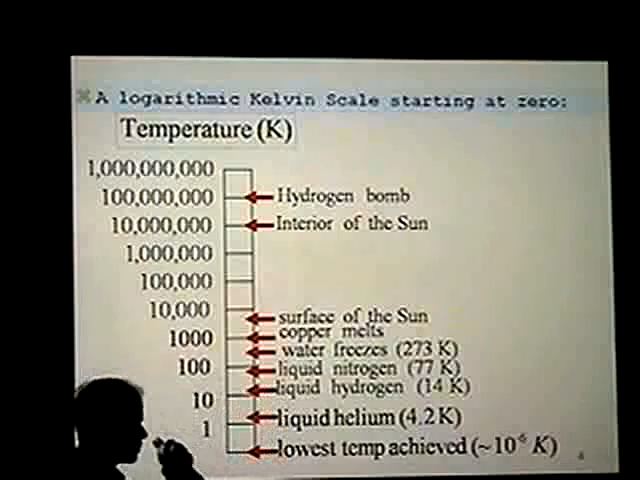 A logarithmic Kelvin Scale starting at zero:
Temperature (K)
1,000,000,000
100,000,000 Hydrogen bomb
10,000,000 Interior of the Sun
1,000,000
100,000
10,000
surface of the Sun
1000 copper melts
water freezes (273 K)
100 liquid nitrogen (77 K)
liquid hydrogen (14 K)
10
liquid helium (4.2 K)
1
lowest temp achieved (~10⁻⁶ K)